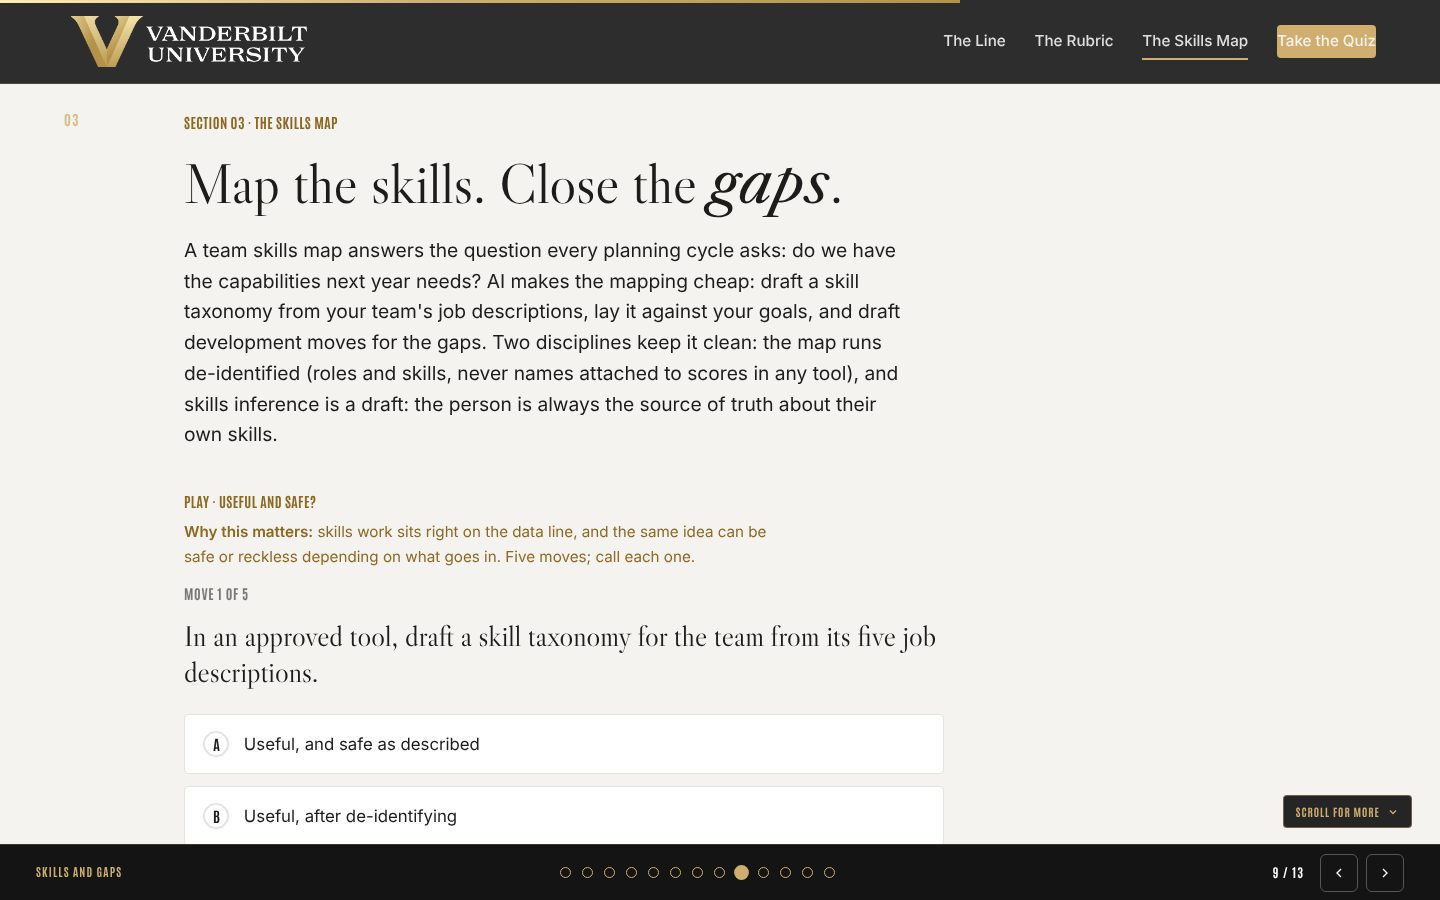 VANDERBILT
UNIVERSITY
The Line
The Rubric
The Skills Map
Take the Quiz
03
SECTION 03 · THE SKILLS MAP
Map the skills. Close the gaps.
A team skills map answers the question every planning cycle asks: do we have
the capabilities next year needs? AI makes the mapping cheap: draft a skill
taxonomy from your team's job descriptions, lay it against your goals, and draft
development moves for the gaps. Two disciplines keep it clean: the map runs
de-identified (roles and skills, never names attached to scores in any tool), and
skills inference is a draft: the person is always the source of truth about their
own skills.
PLAY · USEFUL AND SAFE?
Why this matters: skills work sits right on the data line, and the same idea can be
safe or reckless depending on what goes in. Five moves; call each one.
MOVE 1 OF 5
In an approved tool, draft a skill taxonomy for the team from its five job
descriptions.
A Useful, and safe as described
B Useful, after de-identifying
SCROLL FOR MORE
SKILLS AND GAPS
9 / 13